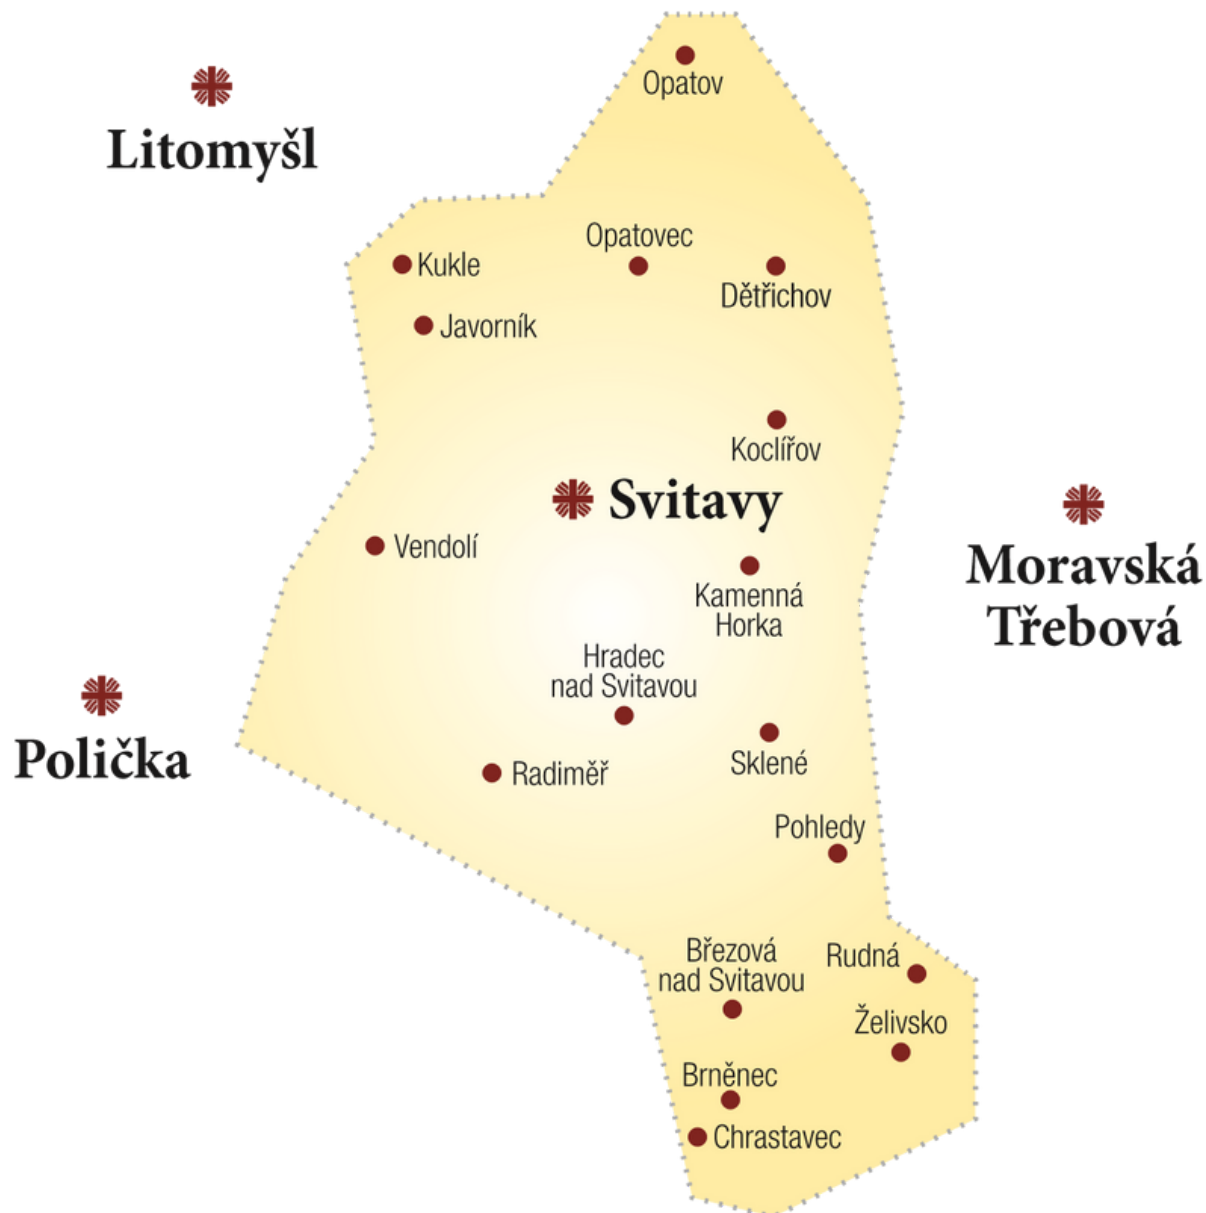 Opatov
Litomyšl
Opatovec
Kukle
Dětřichov
Javorník
Koclířov
Svitavy
Vendolí
Moravská
Třebová
Kamenná
Horka
Hradec
nad Svitavou
Polička
Sklené
Radiměř
Pohledy
Březová
nad Svitavou
Rudná
Želivsko
Brněnec
Chrastavec